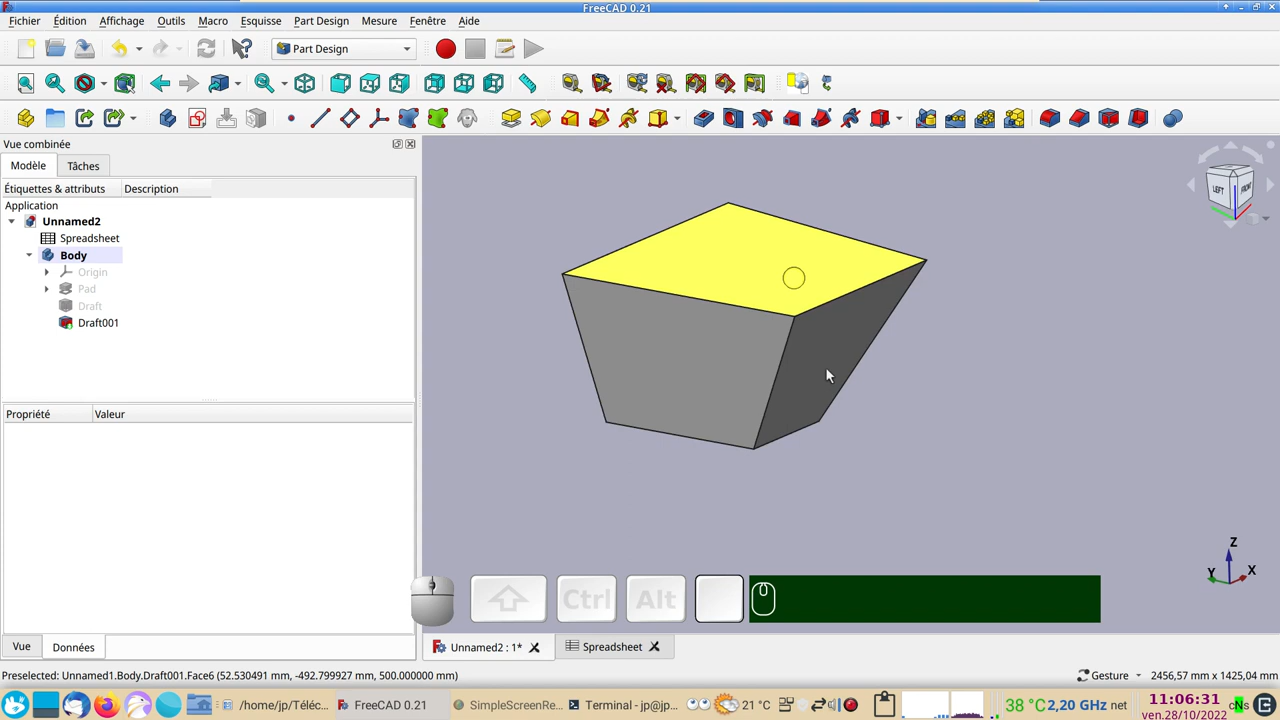 FreeCAD 0.21
Fichier Édition Affichage Outils Macro Esquisse Part Design Mesure Fenêtre Aide
Part Design
Vue combinée
Modèle Tâches
Étiquettes & attributs Description
Application
Unnamed2
Spreadsheet
Body
Origin
Pad
Draft
Draft001
LEFT FRONT
Propriété Valeur
Z
Y X
Ctrl Alt
Vue Données
Unnamed2 : 1* Spreadsheet
Preselected: Unnamed1.Body.Draft001.Face6 (52.530491 mm, -492.799927 mm, 500.000000 mm) Gesture 2456,57 mm x 1425,04 mm
/home/jp/Téléc... FreeCAD 0.21 SimpleScreenRe... Terminal - jp@jp... 21 °C 38 °C 2,20 GHz net 11:06:31 cNs
ven.28/10/2022